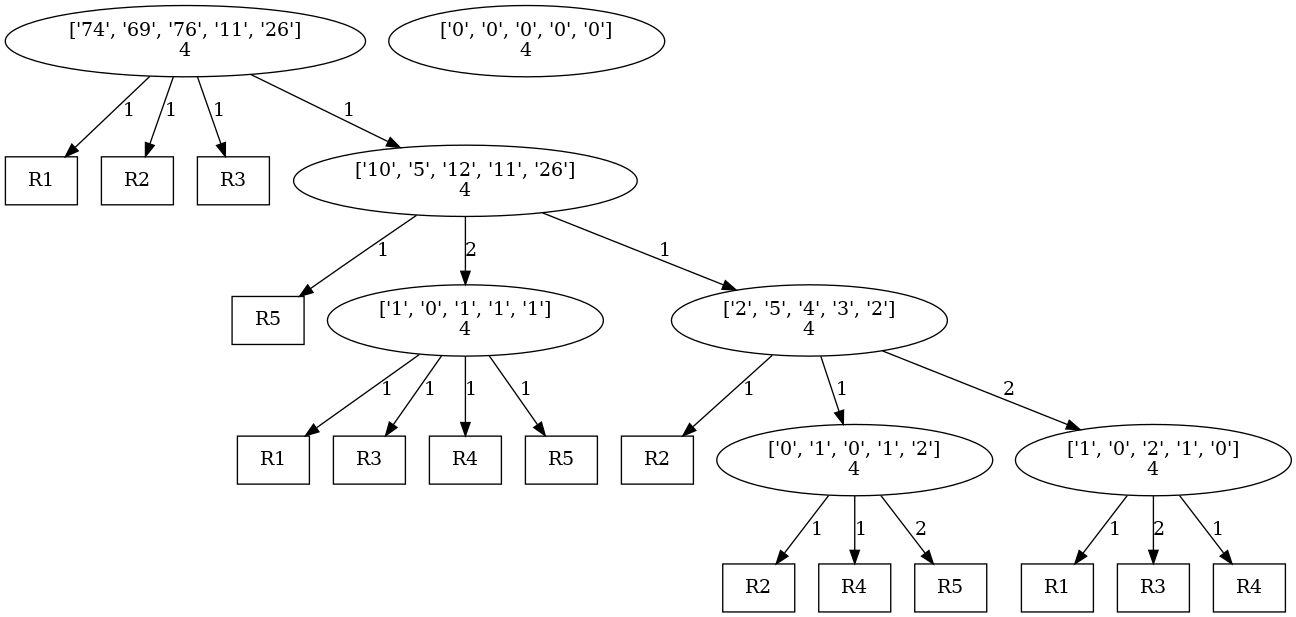 ['74', '69', '76', '11', '26']
4
['0', '0', '0', '0', '0']
4
1
1
1
1
R1
R2
R3
['10', '5', '12', '11', '26']
4
1
2
1
R5
['1', '0', '1', '1', '1']
4
['2', '5', '4', '3', '2']
4
1
1
1
1
1
1
2
R1
R3
R4
R5
R2
['0', '1', '0', '1', '2']
4
['1', '0', '2', '1', '0']
4
1
1
2
1
2
1
R2
R4
R5
R1
R3
R4